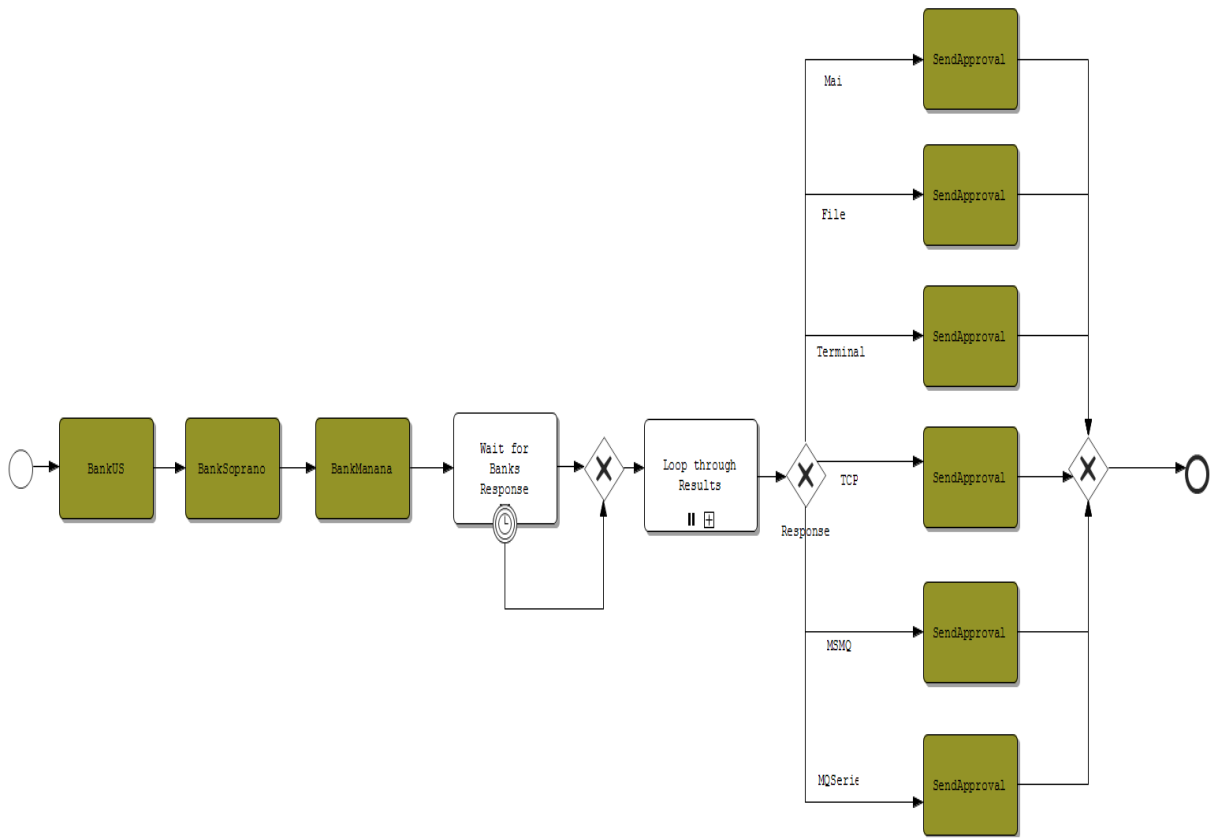 SendApproval
Mai
SendApproval
File
SendApproval
Terminal
BankUS
BankSoprano
BankManana
Wait for
Banks
Response
Loop through
Results
Response
TCP
SendApproval
MSMQ
SendApproval
MQSerie
SendApproval